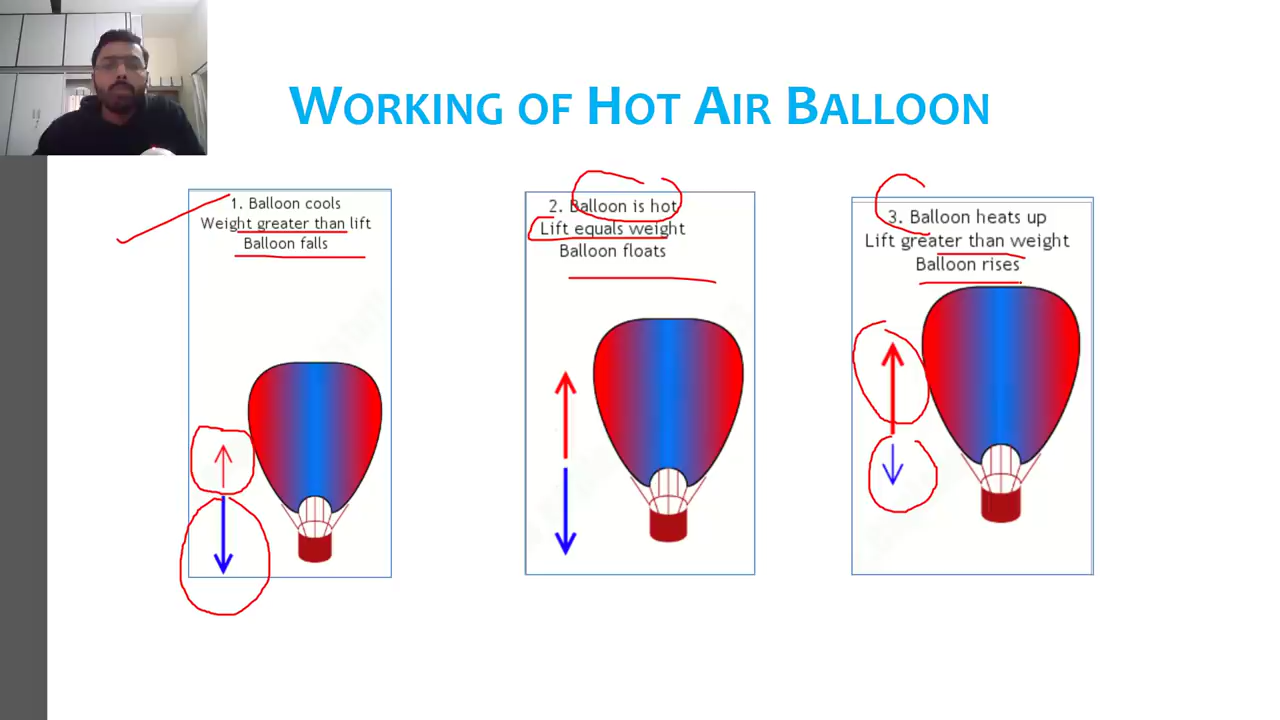 WORKING OF HOT AIR BALLOON
1. Balloon cools
Weight greater than lift
Balloon falls
2. Balloon is hot
Lift equals weight
Balloon floats
3. Balloon heats up
Lift greater than weight
Balloon rises